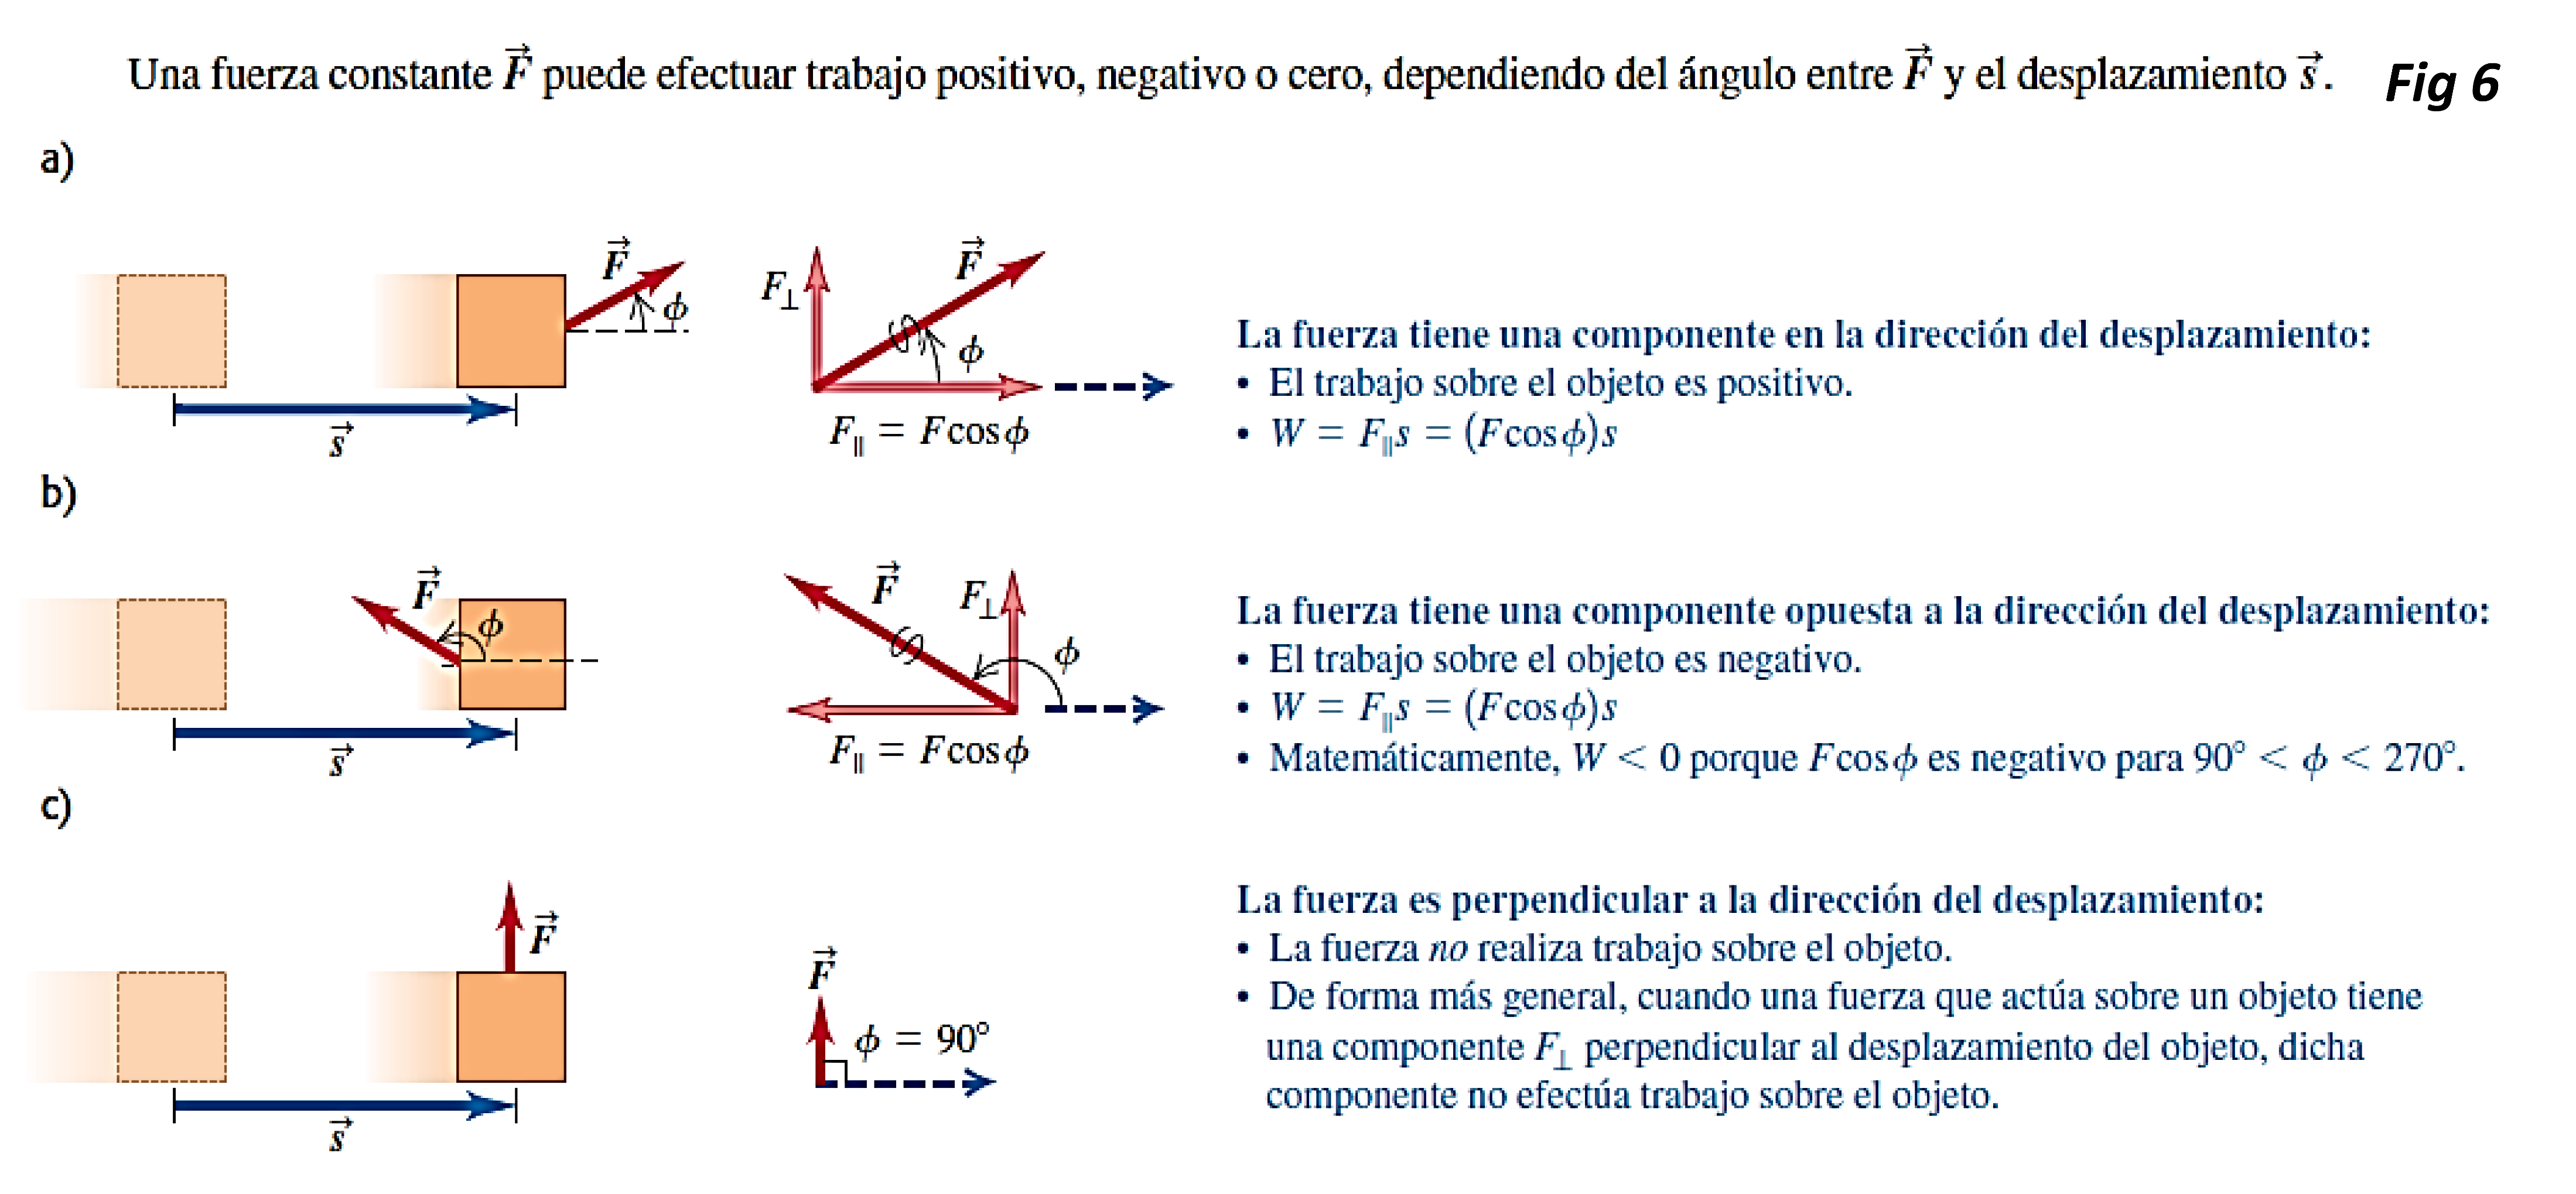 Una fuerza constante F⃗ puede efectuar trabajo positivo, negativo o cero, dependiendo del ángulo entre F⃗ y el desplazamiento s⃗. Fig 6
a)
F⃗
ϕ
s⃗
F⊥
F⃗
ϕ
F∥ = F cos ϕ
La fuerza tiene una componente en la dirección del desplazamiento:
• El trabajo sobre el objeto es positivo.
• W = F∥s = (F cos ϕ)s
b)
F⃗
ϕ
s⃗
F⃗
F⊥
ϕ
F∥ = F cos ϕ
La fuerza tiene una componente opuesta a la dirección del desplazamiento:
• El trabajo sobre el objeto es negativo.
• W = F∥s = (F cos ϕ)s
• Matemáticamente, W < 0 porque F cos ϕ es negativo para 90° < ϕ < 270°.
c)
F⃗
s⃗
F⃗
ϕ = 90°
La fuerza es perpendicular a la dirección del desplazamiento:
• La fuerza no realiza trabajo sobre el objeto.
• De forma más general, cuando una fuerza que actúa sobre un objeto tiene
una componente F⊥ perpendicular al desplazamiento del objeto, dicha
componente no efectúa trabajo sobre el objeto.